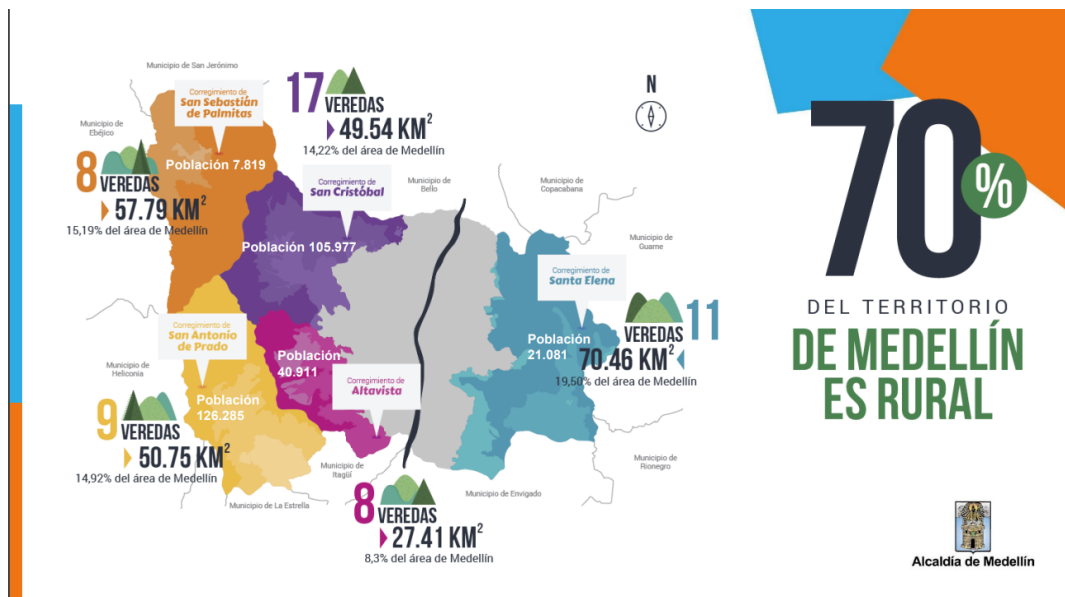 Municipio de San Jerónimo
Corregimiento de
San Sebastián
de Palmitas
Municipio de
Ebéjico
Población 7.819
8
VEREDAS
57.79 KM²
15,19% del área de Medellín
17
VEREDAS
49.54 KM²
14,22% del área de Medellín
Corregimiento de
San Cristóbal
Población 105.977
Municipio de
Bello
N
Municipio de
Copacabana
Municipio de
Guarne
Corregimiento de
Santa Elena
Población
21.081
11
VEREDAS
70.46 KM²
19,50% del área de Medellín
Corregimiento de
San Antonio
de Prado
Municipio de
Heliconia
Población
126.285
9
VEREDAS
50.75 KM²
14,92% del área de Medellín
Población
40.911
Corregimiento de
Altavista
Municipio de
Itagüí
Municipio de La Estrella
8
VEREDAS
27.41 KM²
8,3% del área de Medellín
Municipio de Envigado
Municipio de
Rionegro
70%
DEL TERRITORIO
DE MEDELLÍN
ES RURAL
Alcaldía de Medellín